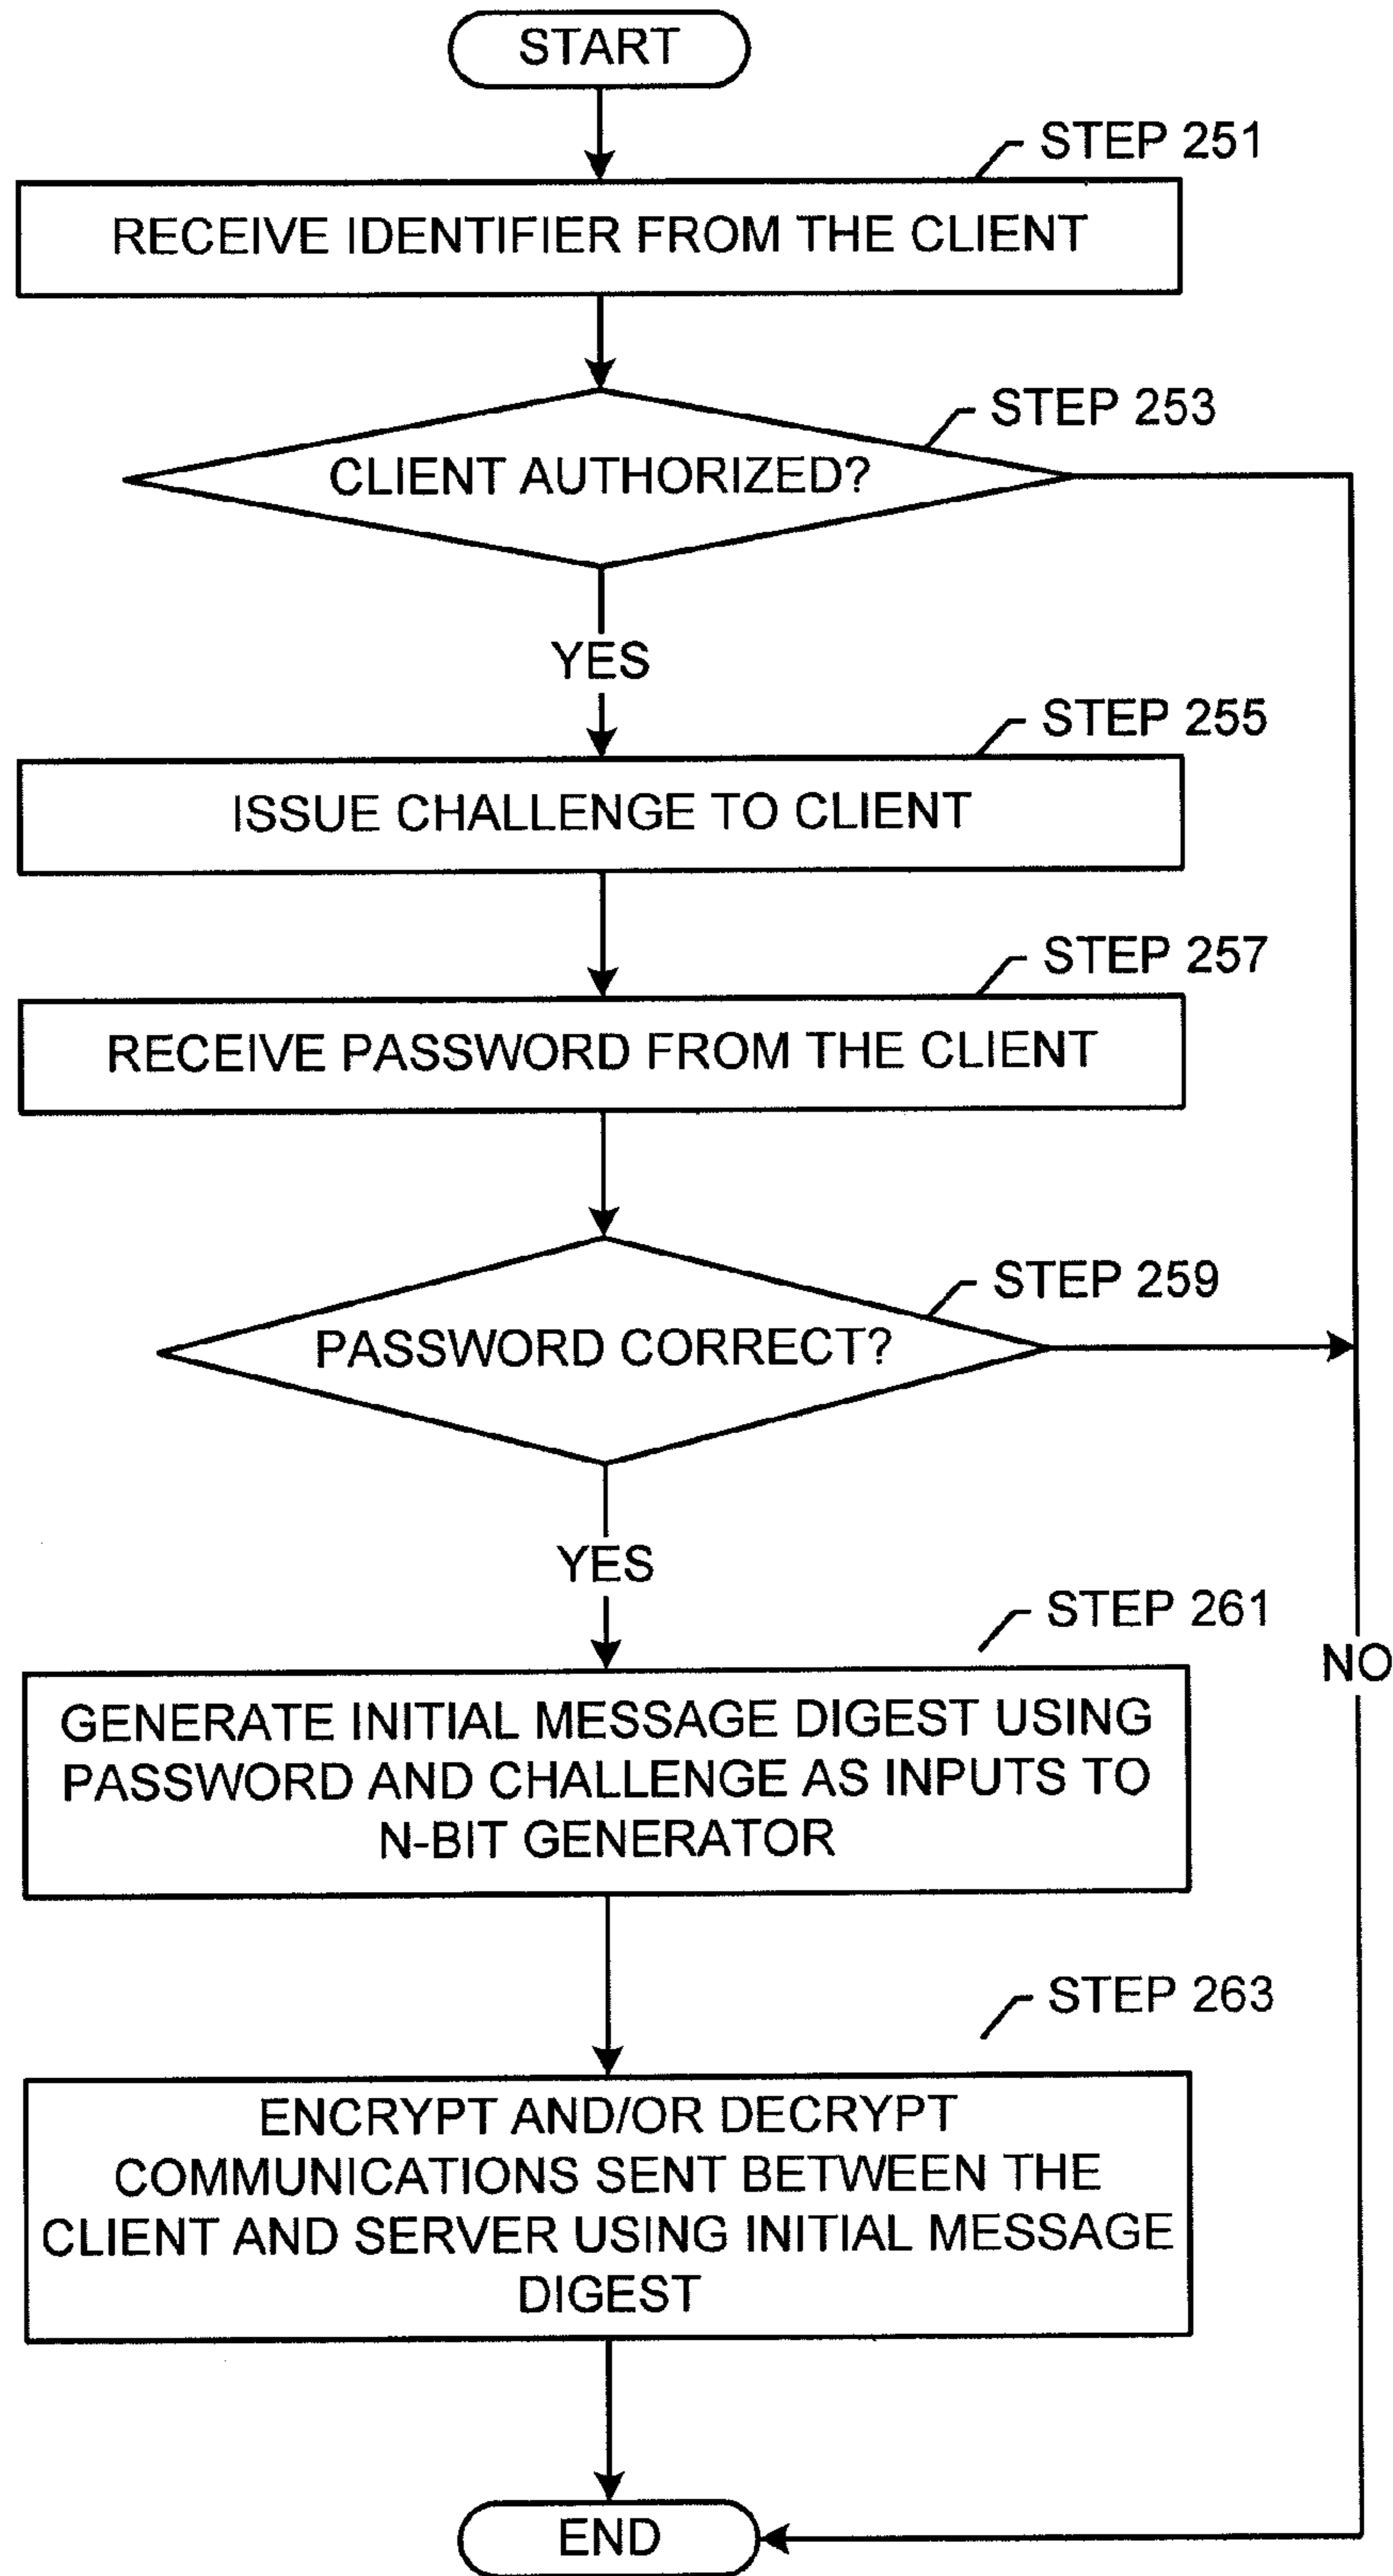 START
STEP 251
RECEIVE IDENTIFIER FROM THE CLIENT
STEP 253
CLIENT AUTHORIZED?
YES
STEP 255
ISSUE CHALLENGE TO CLIENT
STEP 257
RECEIVE PASSWORD FROM THE CLIENT
STEP 259
PASSWORD CORRECT?
YES
STEP 261
NO
GENERATE INITIAL MESSAGE DIGEST USING
PASSWORD AND CHALLENGE AS INPUTS TO
N-BIT GENERATOR
STEP 263
ENCRYPT AND/OR DECRYPT
COMMUNICATIONS SENT BETWEEN THE
CLIENT AND SERVER USING INITIAL MESSAGE
DIGEST
END